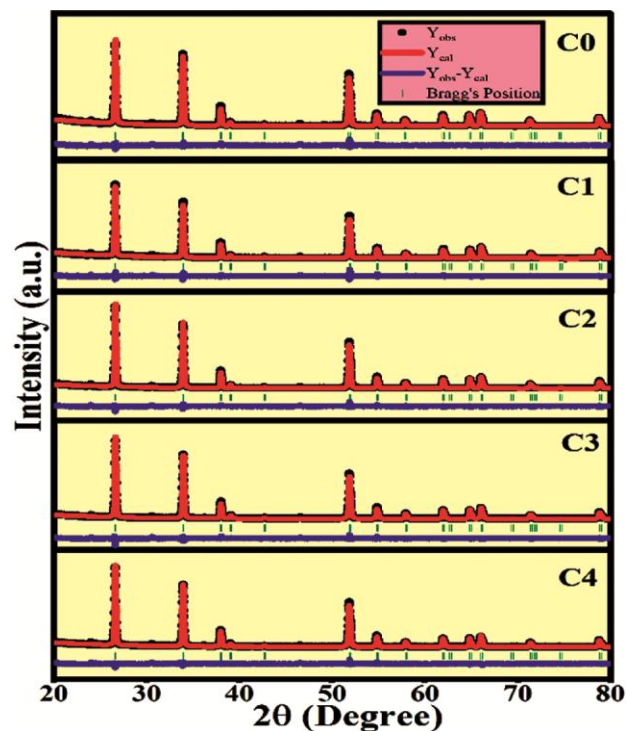 Y_obs
Y_cal
Y_obs-Y_cal
Bragg's Position
C0
C1
C2
C3
C4
Intensity (a.u.)
20 30 40 50 60 70 80
2θ (Degree)